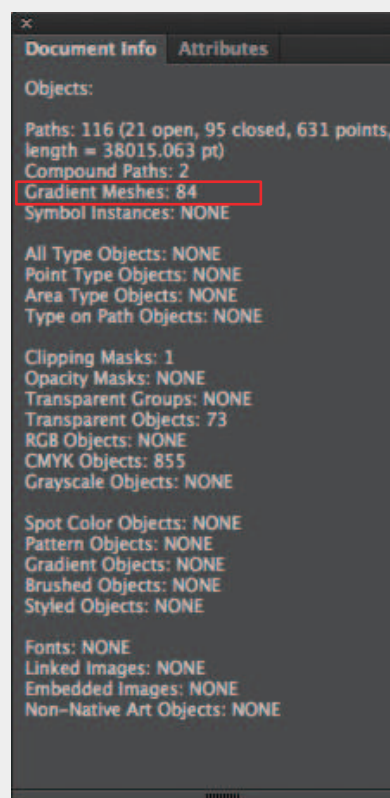 Document Info Attributes
Objects:
Paths: 116 (21 open, 95 closed, 631 points,
length = 38015.063 pt)
Compound Paths: 2
Gradient Meshes: 84
Symbol Instances: NONE
All Type Objects: NONE
Point Type Objects: NONE
Area Type Objects: NONE
Type on Path Objects: NONE
Clipping Masks: 1
Opacity Masks: NONE
Transparent Groups: NONE
Transparent Objects: 73
RGB Objects: NONE
CMYK Objects: 855
Grayscale Objects: NONE
Spot Color Objects: NONE
Pattern Objects: NONE
Gradient Objects: NONE
Brushed Objects: NONE
Styled Objects: NONE
Fonts: NONE
Linked Images: NONE
Embedded Images: NONE
Non-Native Art Objects: NONE